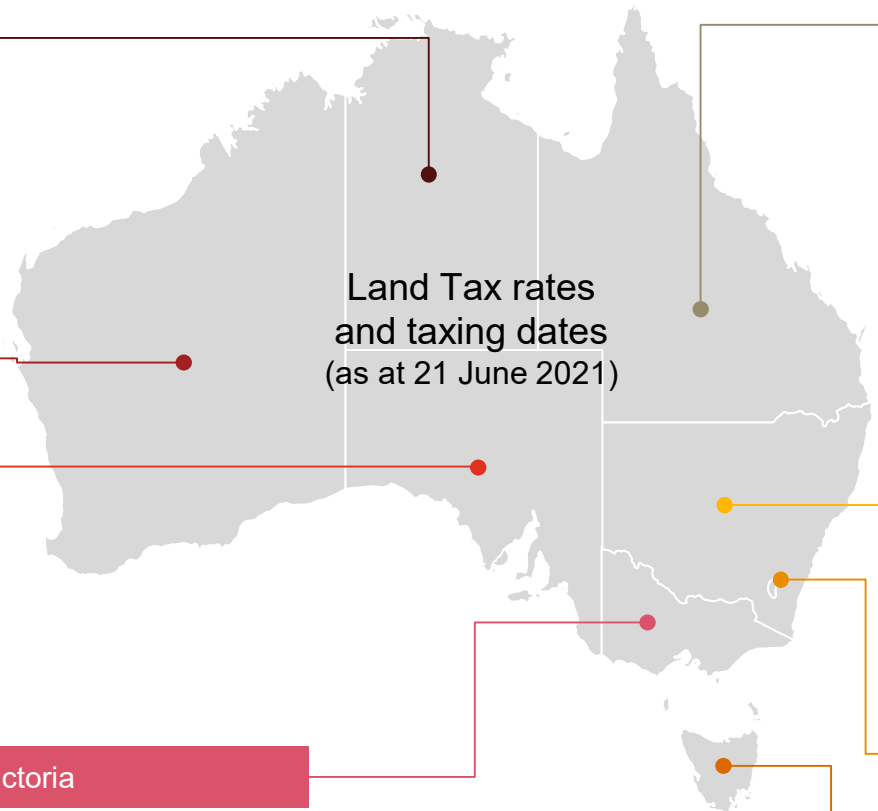 Land Tax rates
and taxing dates
(as at 21 June 2021)
ctoria